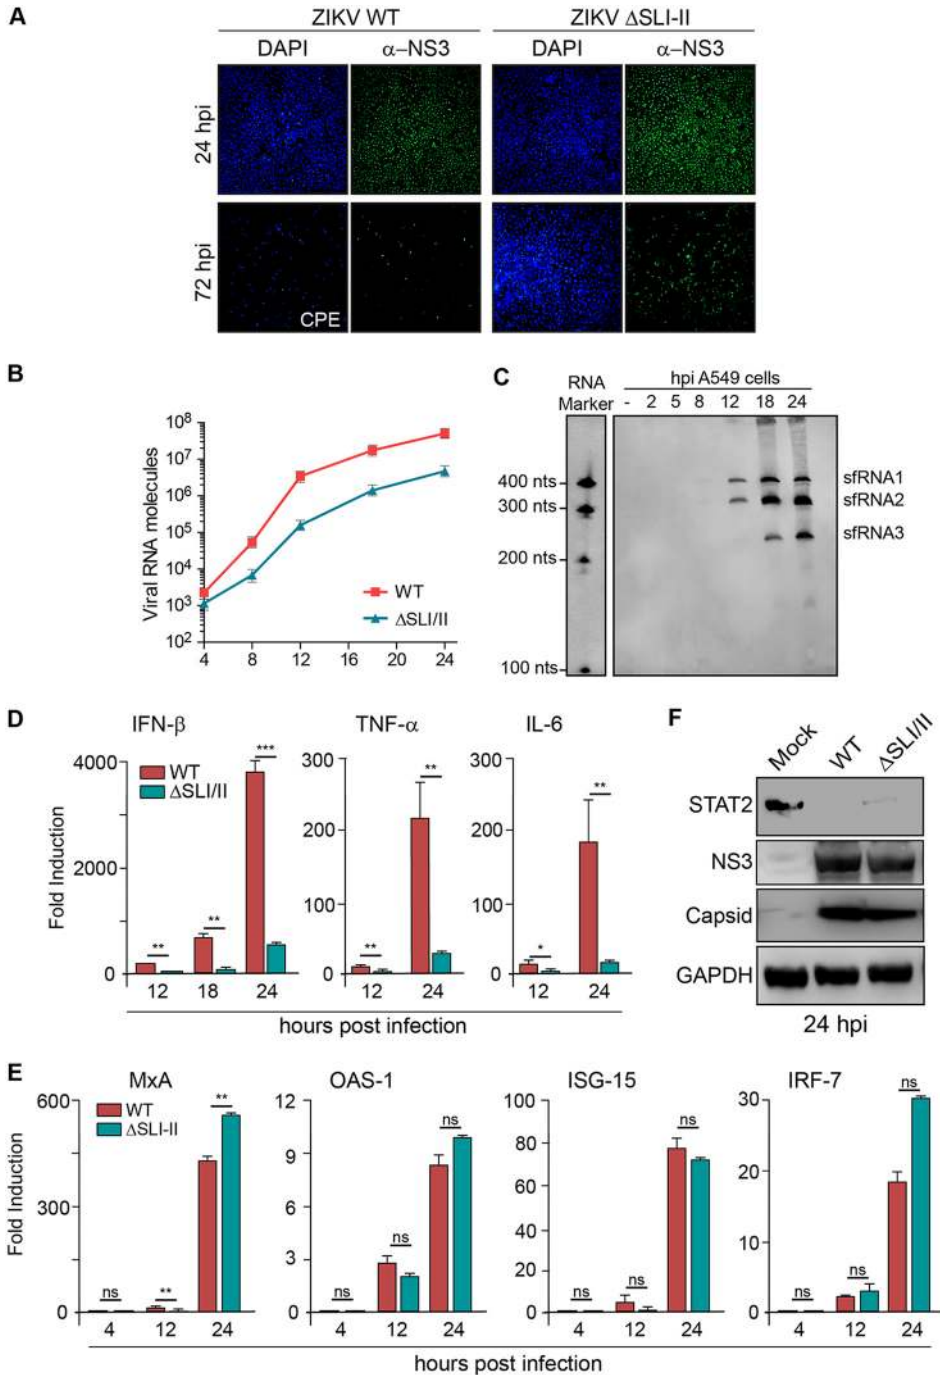 A
ZIKV WT
ZIKV ΔSLI-II
DAPI
α–NS3
DAPI
α–NS3
24 hpi
72 hpi
CPE
B
Viral RNA molecules
10⁸
10⁷
10⁶
10⁵
10⁴
10³
10²
WT
ΔSLI/II
4 8 12 16 20 24
C
RNA Marker
hpi A549 cells
- 2 5 8 12 18 24
400 nts
300 nts
200 nts
100 nts
sfRNA1
sfRNA2
sfRNA3
D
IFN-β
TNF-α
IL-6
Fold Induction
4000
2000
0
WT
ΔSLI/II
** ** ***
12 18 24
300
200
100
0
** **
12 24
300
200
100
0
* **
12 24
hours post infection
F
Mock WT ΔSLI/II
STAT2
NS3
Capsid
GAPDH
24 hpi
E
MxA
OAS-1
ISG-15
IRF-7
Fold Induction
600
300
0
WT
ΔSLI-II
ns ** **
4 12 24
12
9
6
3
0
ns ns ns
4 12 24
100
80
60
40
20
0
ns ns ns
4 12 24
30
20
10
0
ns ns ns
4 12 24
hours post infection